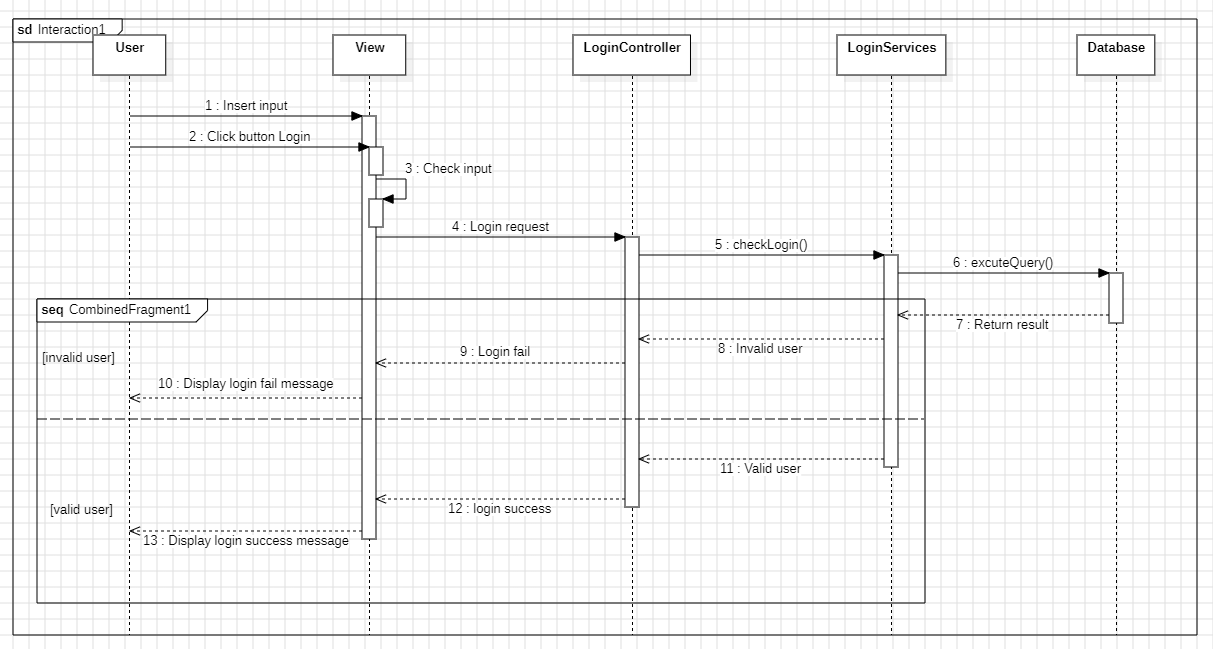 sd Interaction1
User
View
LoginController
LoginServices
Database
1 : Insert input
2 : Click button Login
3 : Check input
4 : Login request
5 : checkLogin()
6 : excuteQuery()
seq CombinedFragment1
7 : Return result
8 : Invalid user
9 : Login fail
[invalid user]
10 : Display login fail message
11 : Valid user
12 : login success
[valid user]
13 : Display login success message